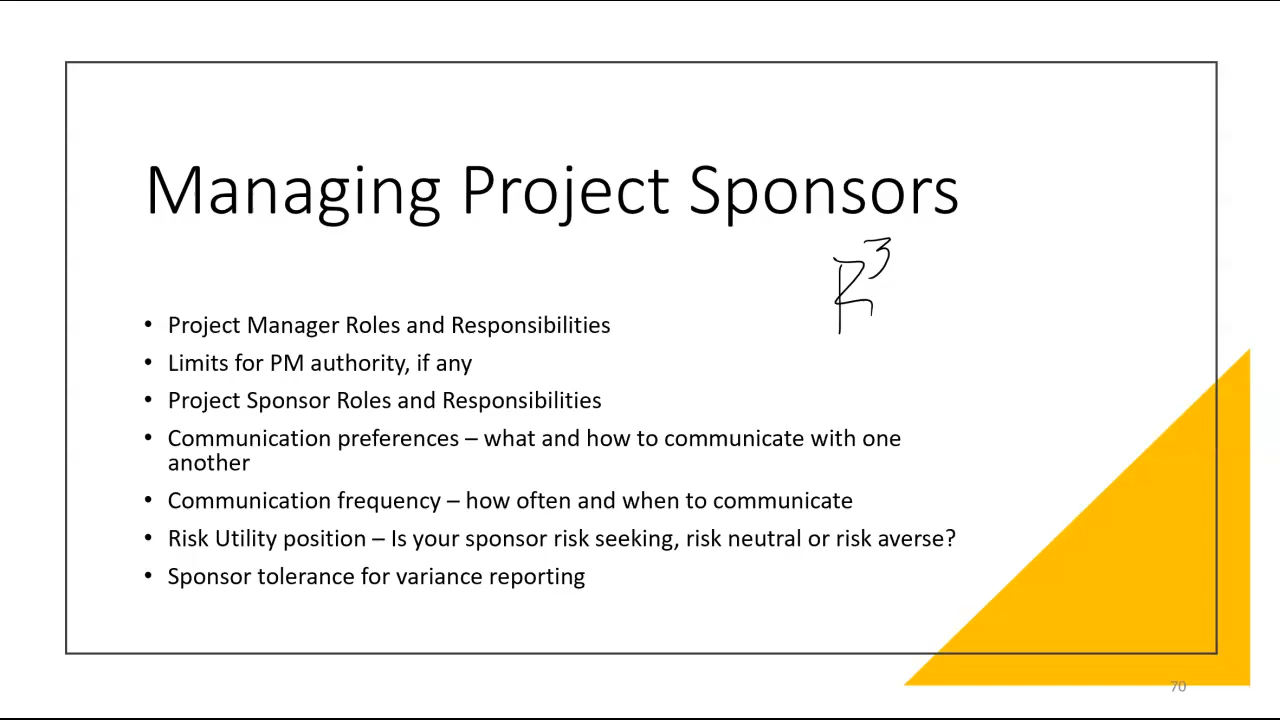 Managing Project Sponsors
R³
• Project Manager Roles and Responsibilities
• Limits for PM authority, if any
• Project Sponsor Roles and Responsibilities
• Communication preferences – what and how to communicate with one
another
• Communication frequency – how often and when to communicate
• Risk Utility position – Is your sponsor risk seeking, risk neutral or risk averse?
• Sponsor tolerance for variance reporting
70